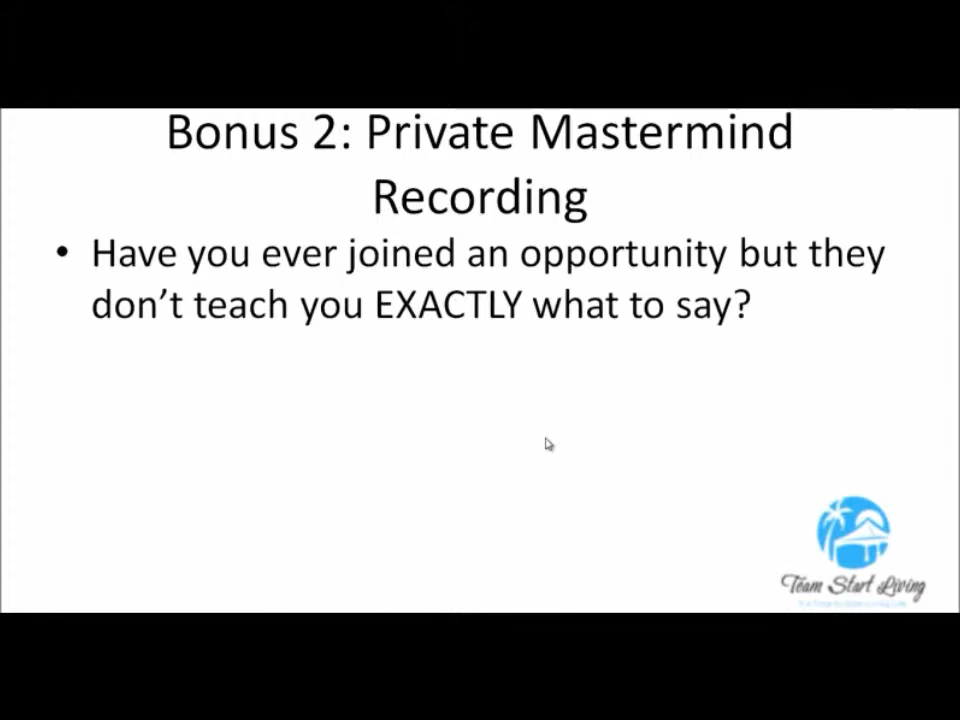 Bonus 2: Private Mastermind
Recording
• Have you ever joined an opportunity but they
don’t teach you EXACTLY what to say?
Team Start Living